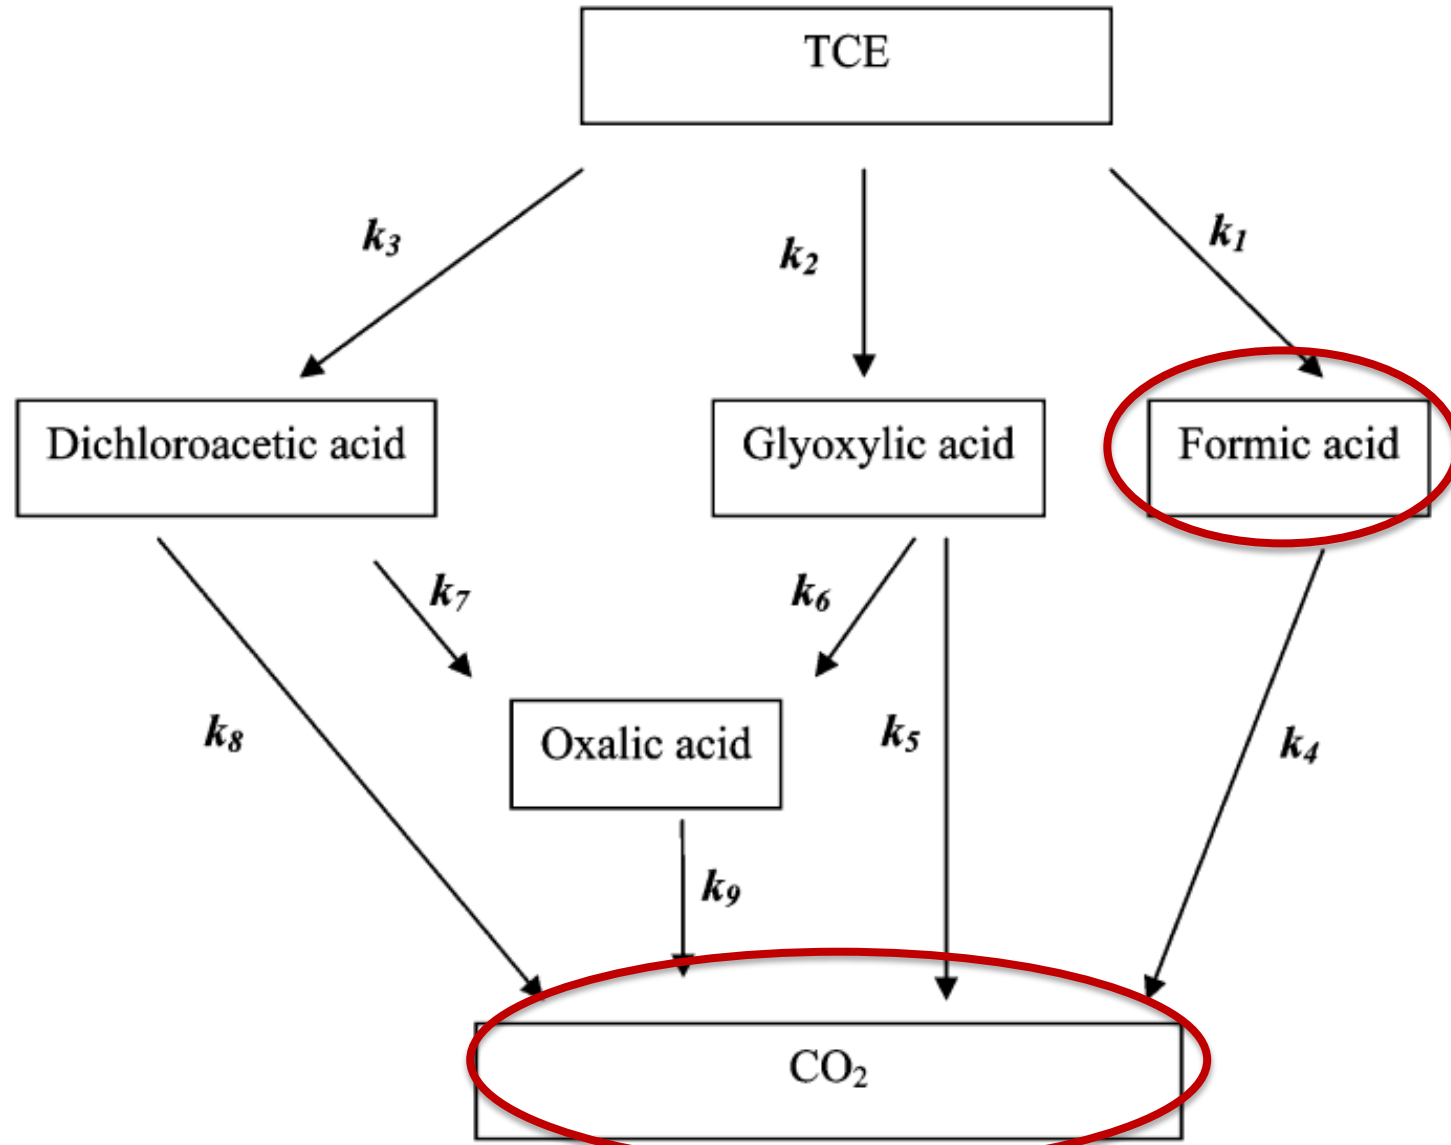 TCE
k3
k2
k1
Dichloroacetic acid
Glyoxylic acid
Formic acid
k7
k6
k8
Oxalic acid
k5
k4
k9
CO2